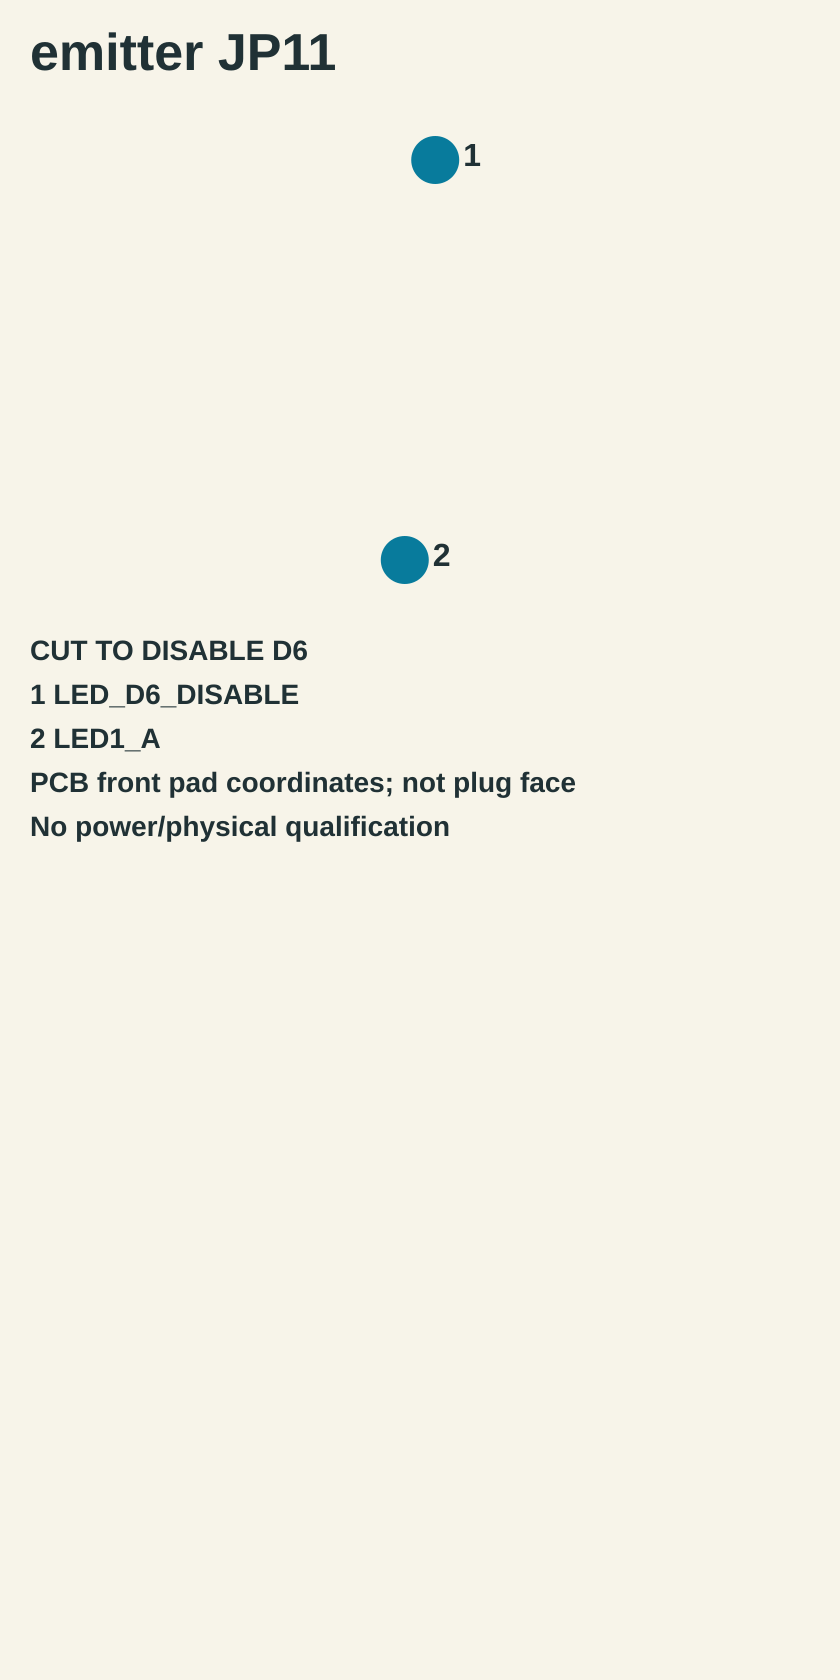 emitter JP11
1
2
CUT TO DISABLE D6
1 LED_D6_DISABLE
2 LED1_A
PCB front pad coordinates; not plug face
No power/physical qualification